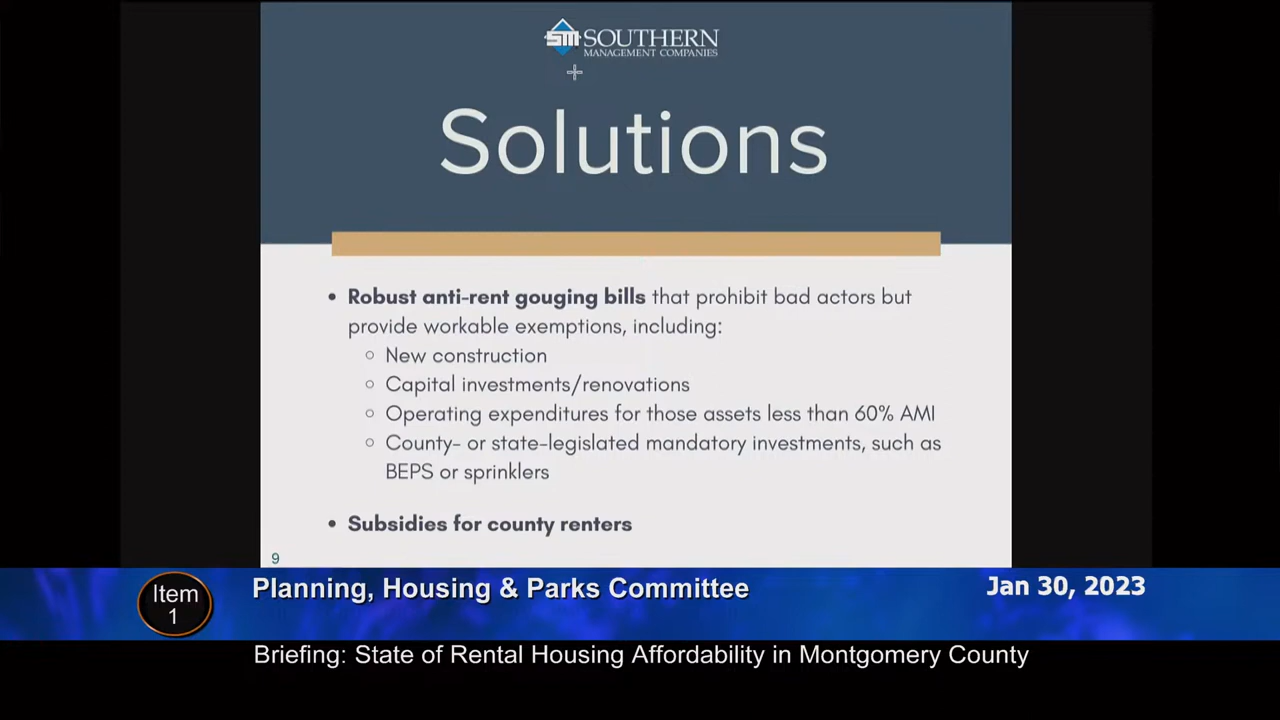 SM SOUTHERN
MANAGEMENT COMPANIES
Solutions
• Robust anti-rent gouging bills that prohibit bad actors but
provide workable exemptions, including:
○ New construction
○ Capital investments/renovations
○ Operating expenditures for those assets less than 60% AMI
○ County- or state-legislated mandatory investments, such as
BEPS or sprinklers
• Subsidies for county renters
9
Item
1
Planning, Housing & Parks Committee
Jan 30, 2023
Briefing: State of Rental Housing Affordability in Montgomery County